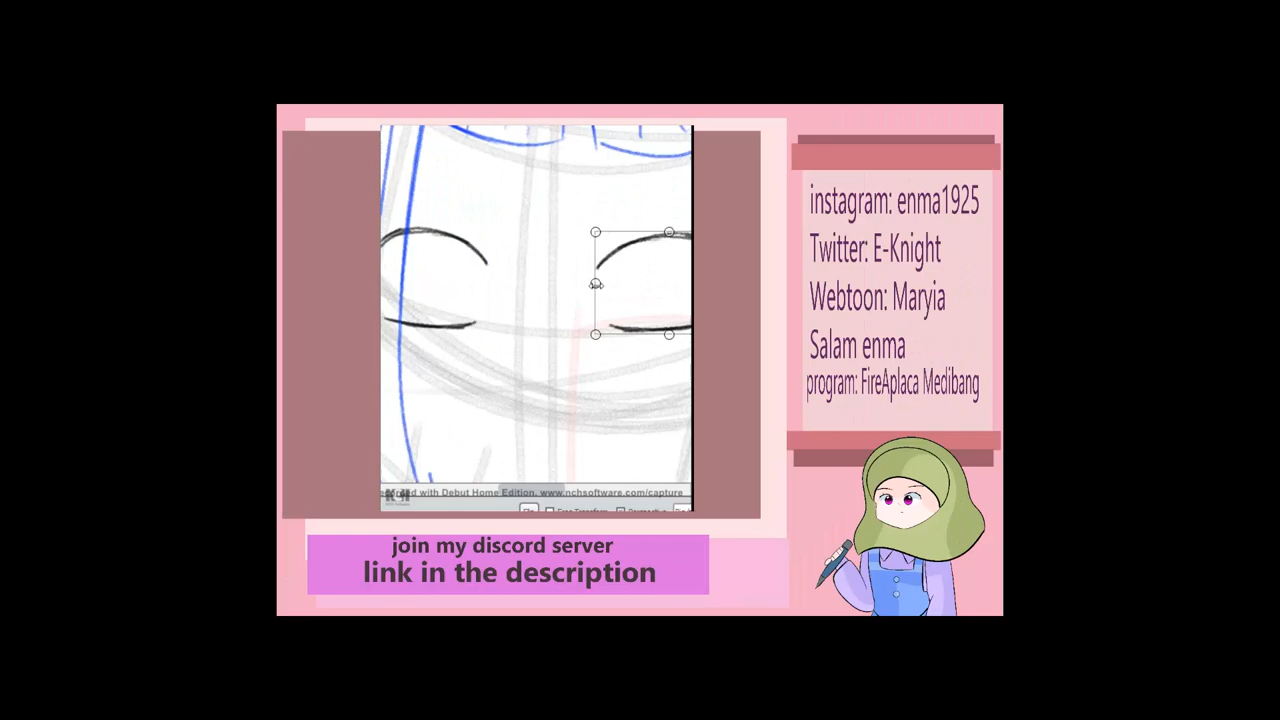 instagram: enma1925
Twitter: E-Knight
Webtoon: Maryia
Salam enma
program: FireAplaca Medibang
with Debut Home Edition. www.nchsoftware.com/capture
join my discord server
link in the description